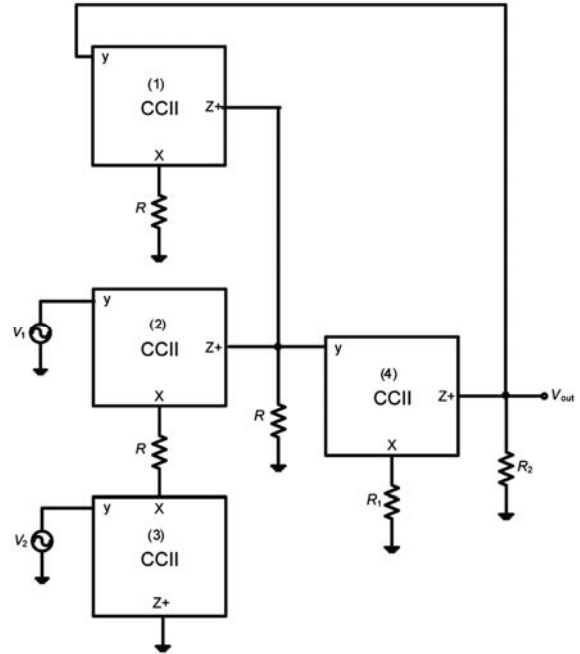 y
(1)
CCII
Z+
X
R
V1
y
(2)
CCII
Z+
X
R
R
y
(4)
CCII
Z+
Vout
X
R1
R2
V2
y
X
(3)
CCII
Z+